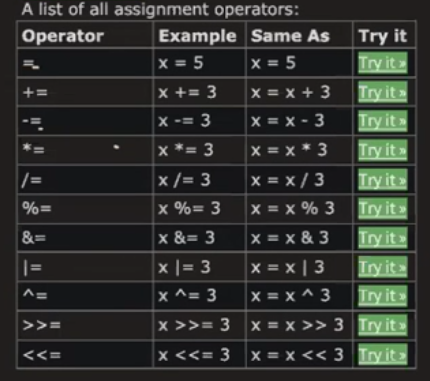 A list of all assignment operators:
Operator Example Same As Try it
= x = 5 x = 5 Try it »
+= x += 3 x = x + 3 Try it »
-= x -= 3 x = x - 3 Try it »
*= x *= 3 x = x * 3 Try it »
/= x /= 3 x = x / 3 Try it »
%= x %= 3 x = x % 3 Try it »
&= x &= 3 x = x & 3 Try it »
|= x |= 3 x = x | 3 Try it »
^= x ^= 3 x = x ^ 3 Try it »
>>= x >>= 3 x = x >> 3 Try it »
<<= x <<= 3 x = x << 3 Try it »